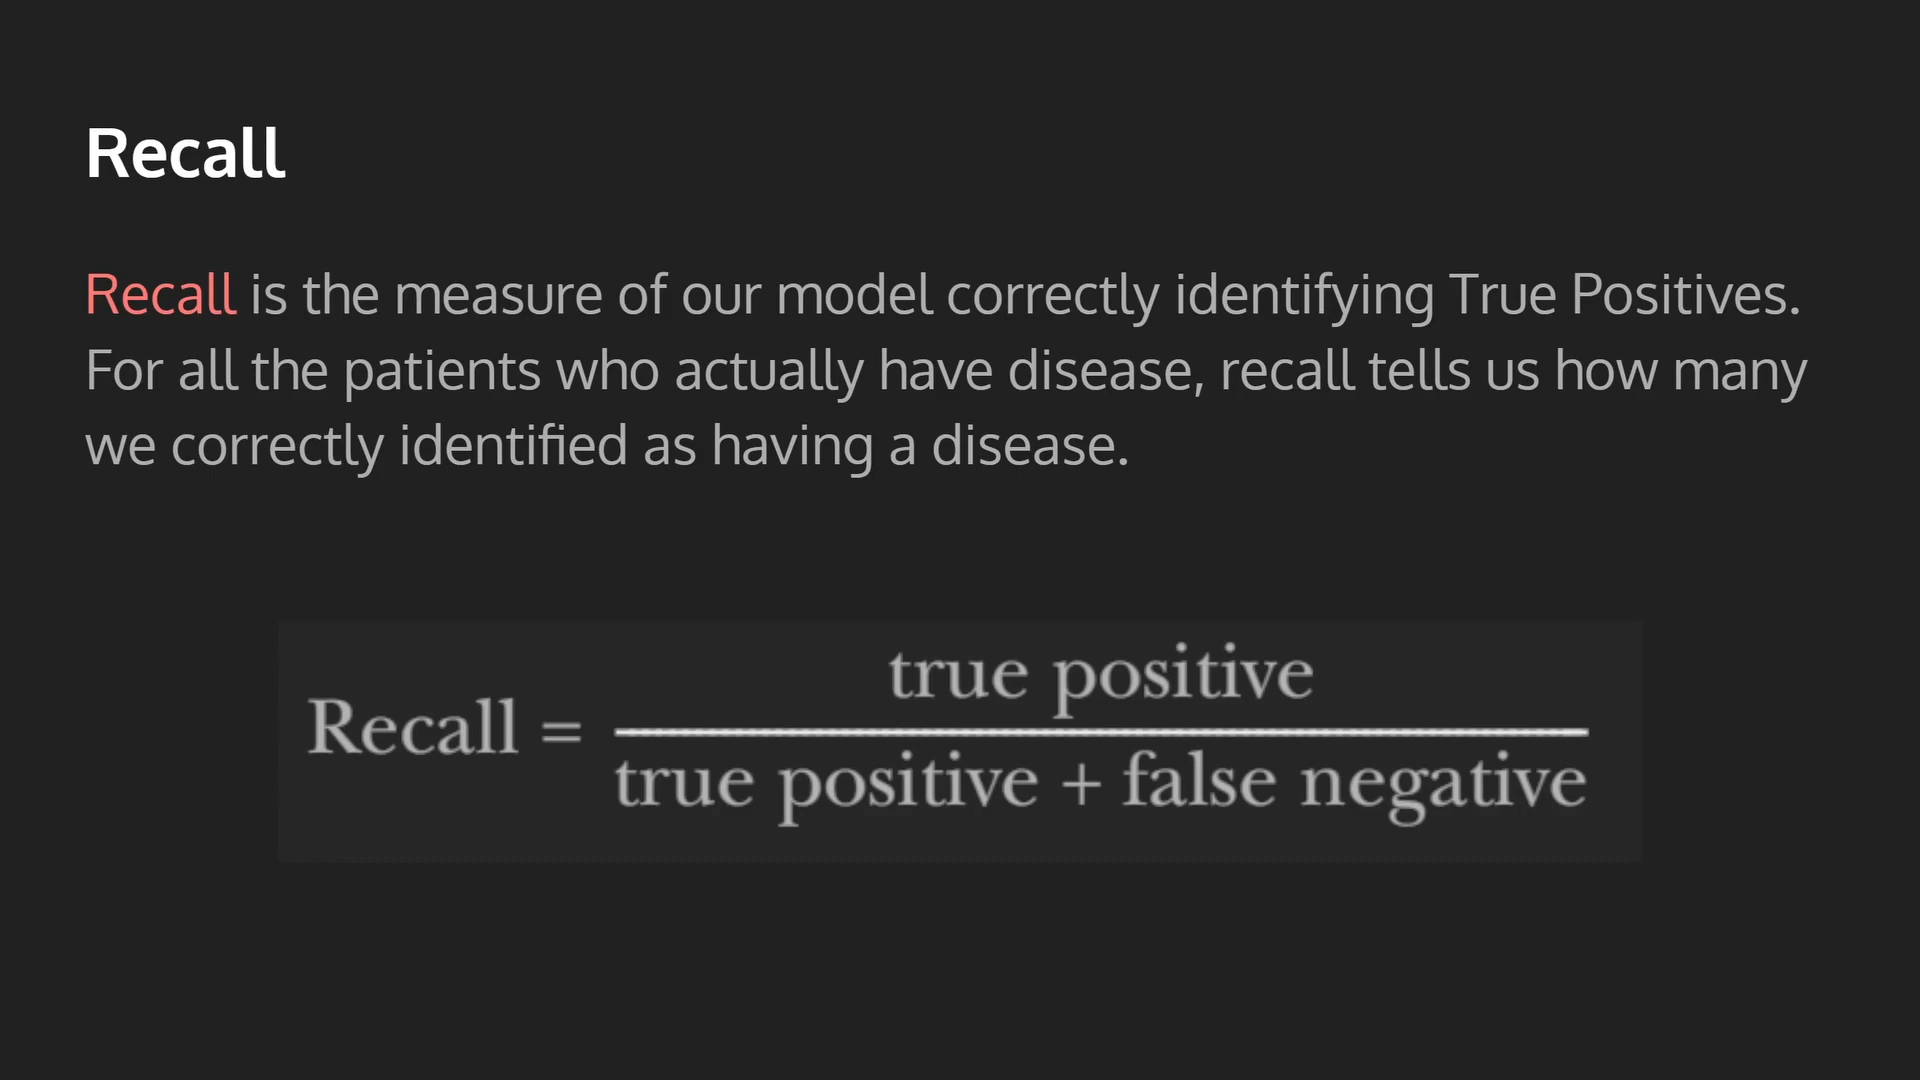 Recall
Recall is the measure of our model correctly identifying True Positives.
For all the patients who actually have disease, recall tells us how many
we correctly identified as having a disease.
true positive
Recall =
true positive + false negative